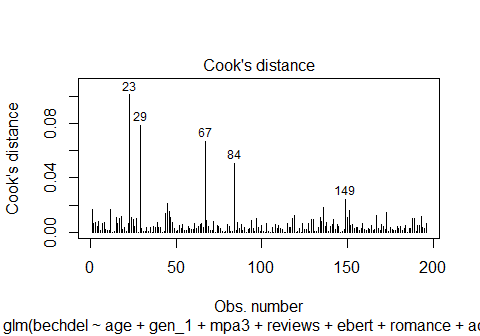 Cook's distance
23
29
67
84
149
Cook's distance
0.00 0.04 0.08
0 50 100 150 200
Obs. number
glm(bechdel ~ age + gen_1 + mpa3 + reviews + ebert + romance +